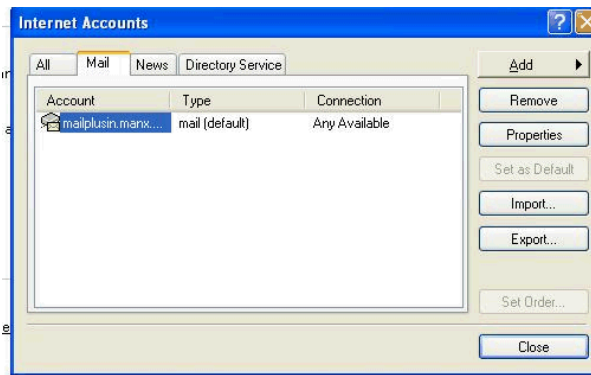 Internet Accounts
All Mail News Directory Service
Account Type Connection
mailplusin.manx.... mail (default) Any Available
Add
Remove
Properties
Set as Default
Import...
Export...
Set Order...
Close